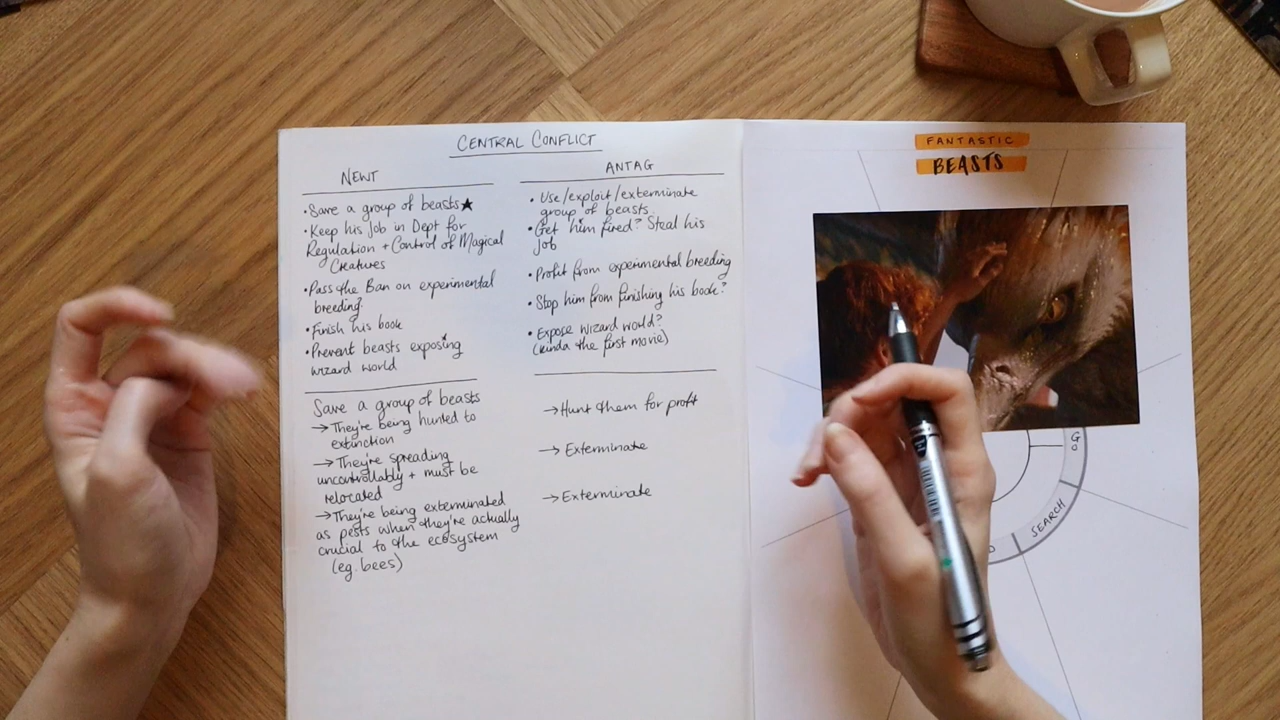 CENTRAL CONFLICT
NEWT
• Save a group of beasts★
• Keep his job in Dept for
Regulation + Control of Magical
Creatures
• Pass the Ban on experimental
breeding?
• Finish his book
• Prevent beasts exposing
wizard world
Save a group of beasts
→ They're being hunted to
extinction
→ They're spreading
uncontrollably + must be
relocated
→ They're being exterminated
as pests when they're actually
crucial to the ecosystem
(eg. bees)
ANTAG
• Use/exploit/exterminate
group of beasts
• Get him fired? Steal his
job
• Profit from experimental breeding
• Stop him from finishing his book?
• Expose wizard world?
(kinda the first movie)
→ Hunt them for profit
→ Exterminate
→ Exterminate
FANTASTIC
BEASTS
GO
SEARCH